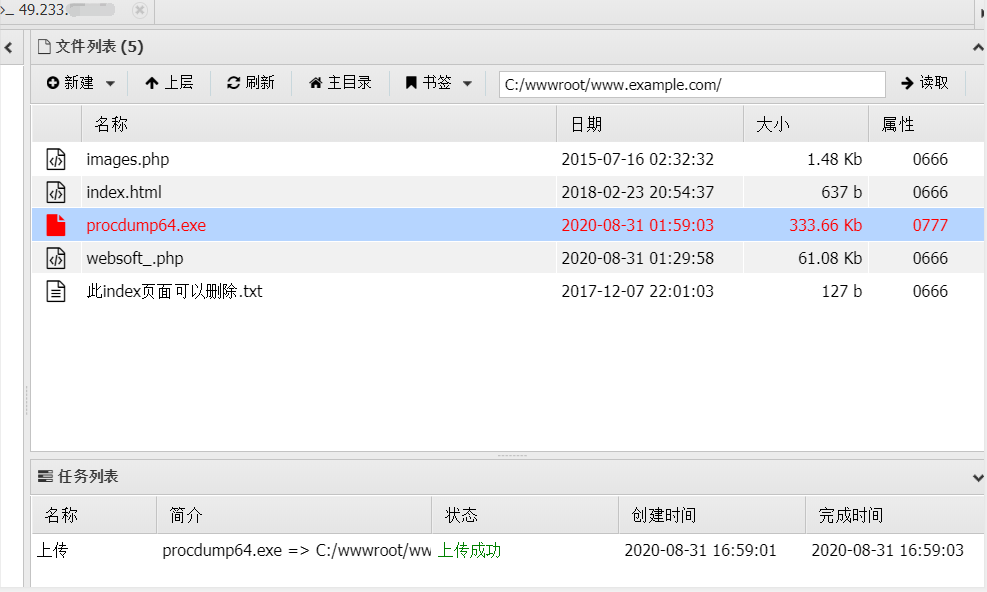 >_ 49.233.
文件列表 (5)
新建 上层 刷新 主目录 书签 C:/wwwroot/www.example.com/ 读取
名称 日期 大小 属性
images.php 2015-07-16 02:32:32 1.48 Kb 0666
index.html 2018-02-23 20:54:37 637 b 0666
procdump64.exe 2020-08-31 01:59:03 333.66 Kb 0777
websoft_.php 2020-08-31 01:29:58 61.08 Kb 0666
此index页面可以删除.txt 2017-12-07 22:01:03 127 b 0666
任务列表
名称 简介 状态 创建时间 完成时间
上传 procdump64.exe => C:/wwwroot/ww 上传成功 2020-08-31 16:59:01 2020-08-31 16:59:03